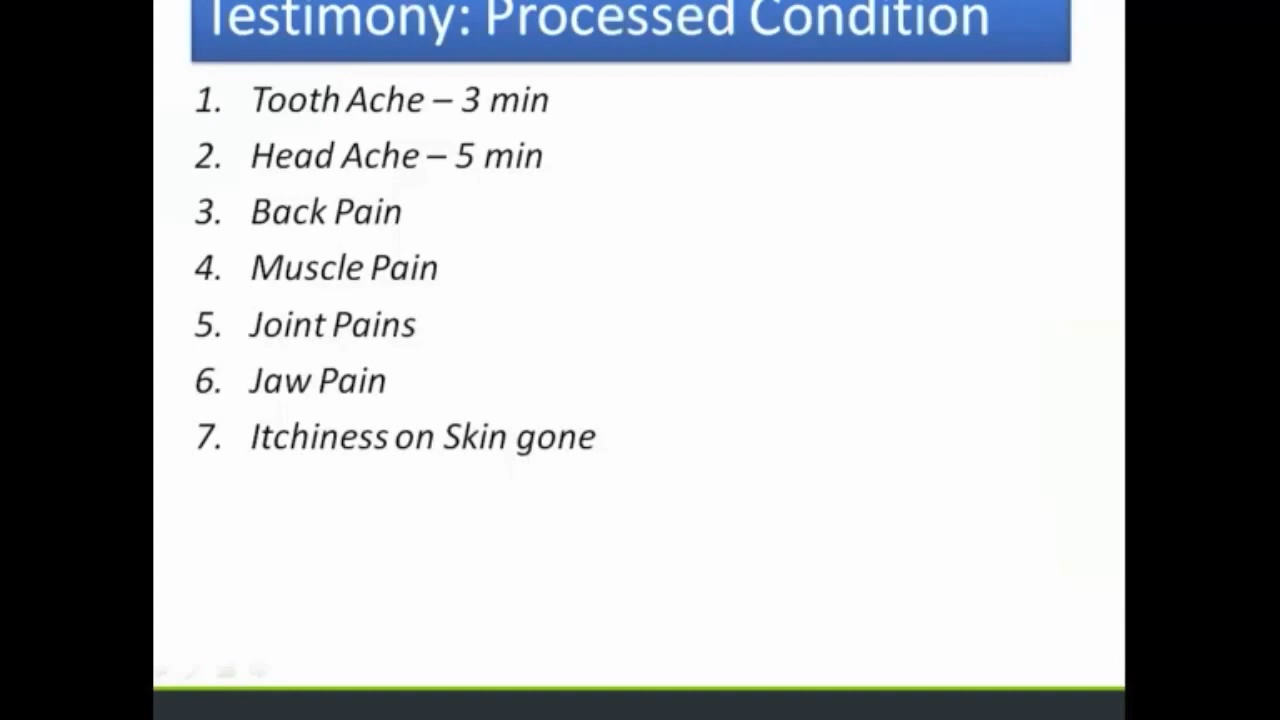 Testimony: Processed Condition
1. Tooth Ache – 3 min
2. Head Ache – 5 min
3. Back Pain
4. Muscle Pain
5. Joint Pains
6. Jaw Pain
7. Itchiness on Skin gone